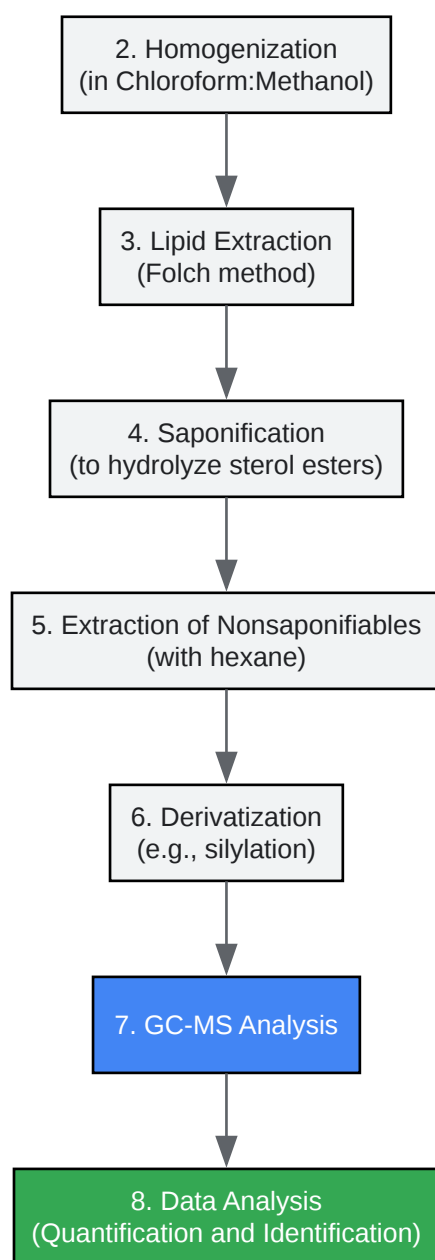 2. Homogenization
(in Chloroform:Methanol)
3. Lipid Extraction
(Folch method)
4. Saponification
(to hydrolyze sterol esters)
5. Extraction of Nonsaponifiables
(with hexane)
6. Derivatization
(e.g., silylation)
7. GC-MS Analysis
8. Data Analysis
(Quantification and Identification)